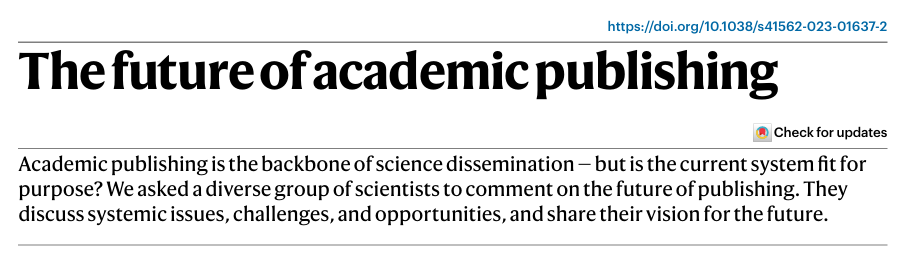 https://doi.org/10.1038/s41562-023-01637-2
The future of academic publishing
Check for updates
Academic publishing is the backbone of science dissemination – but is the current system fit for
purpose? We asked a diverse group of scientists to comment on the future of publishing. They
discuss systemic issues, challenges, and opportunities, and share their vision for the future.